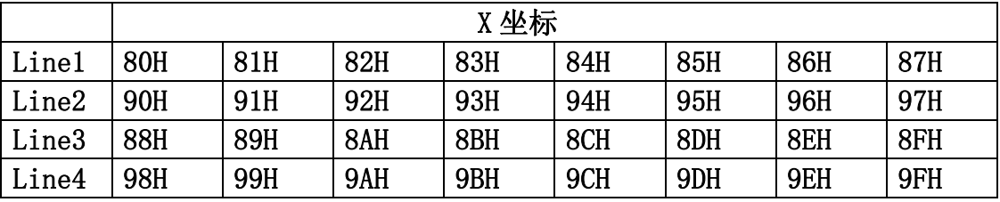 X 坐标
Line1 80H 81H 82H 83H 84H 85H 86H 87H
Line2 90H 91H 92H 93H 94H 95H 96H 97H
Line3 88H 89H 8AH 8BH 8CH 8DH 8EH 8FH
Line4 98H 99H 9AH 9BH 9CH 9DH 9EH 9FH